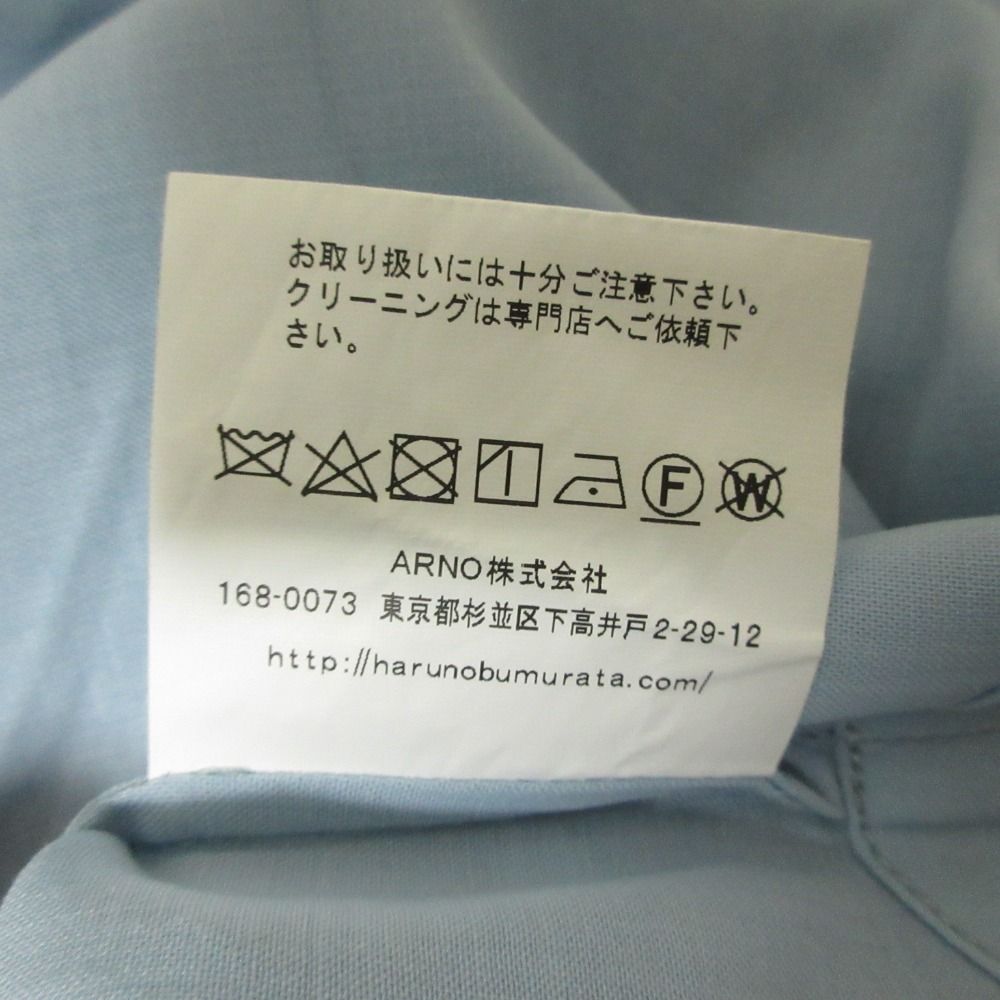 お取り扱いには十分ご注意下さい。
クリーニングは専門店へご依頼下
さい。
F W
ARNO株式会社
168-0073 東京都杉並区下高井戸2-29-12
http://harunobumurata.com/